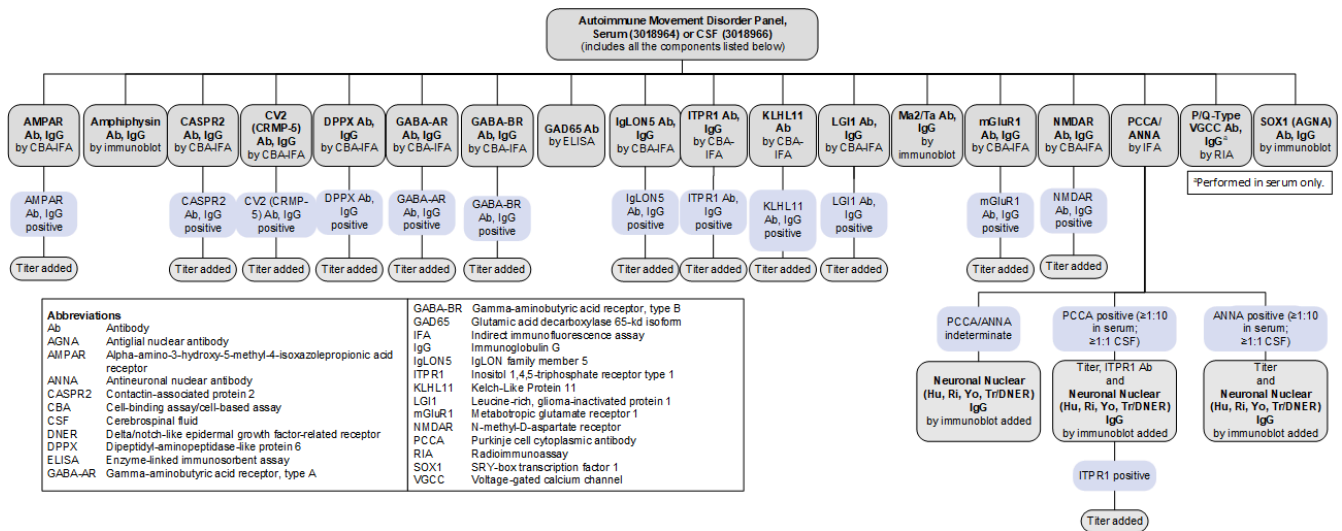 Autoimmune Movement Disorder Panel,
Serum (3018964) or CSF (3018966)
(includes all the components listed below)
AMPAR
Ab, IgG
by CBA-IFA
Amphiphysin
Ab, IgG
by immunoblot
CASPR2
Ab, IgG
by CBA-IFA
CV2
(CRMP-5)
Ab, IgG
by CBA-IFA
DPPX Ab,
IgG
by CBA-IFA
GABA-AR
Ab, IgG
by CBA-IFA
GABA-BR
Ab, IgG
by CBA-IFA
GAD65 Ab
by ELISA
IgLON5 Ab,
IgG
by CBA-IFA
ITPR1 Ab,
IgG
by CBA-
IFA
KLHL11
Ab
by CBA-
IFA
LGI1 Ab,
IgG
by CBA-IFA
Ma2/Ta Ab,
IgG
by
immunoblot
mGluR1
Ab, IgG
by CBA-IFA
NMDAR
Ab, IgG
by CBA-IFA
PCCA/
ANNA
by IFA
P/Q-Type
VGCC Ab,
IgGª
by RIA
SOX1 (AGNA)
Ab, IgG
by immunoblot
ªPerformed in serum only.
AMPAR
Ab, IgG
positive
CASPR2
Ab, IgG
positive
CV2 (CRMP-
5) Ab, IgG
positive
DPPX Ab,
IgG
positive
GABA-AR
Ab, IgG
positive
GABA-BR
Ab, IgG
positive
IgLON5
Ab, IgG
positive
ITPR1 Ab,
IgG
positive
KLHL11
Ab, IgG
positive
LGI1 Ab,
IgG
positive
mGluR1
Ab, IgG
positive
NMDAR
Ab, IgG
positive
Titer added
Titer added
Titer added
Titer added
Titer added
Titer added
Titer added
Titer added
Titer added
Titer added
Titer added
Titer added
PCCA/ANNA
indeterminate
PCCA positive (≥1:10
in serum;
≥1:1 CSF)
ANNA positive (≥1:10
in serum;
≥1:1 CSF)
Neuronal Nuclear
(Hu, Ri, Yo, Tr/DNER)
IgG
by immunoblot added
Titer, ITPR1 Ab
and
Neuronal Nuclear
(Hu, Ri, Yo, Tr/DNER)
IgG
by immunoblot added
Titer
and
Neuronal Nuclear
(Hu, Ri, Yo, Tr/DNER)
IgG
by immunoblot added
ITPR1 positive
Titer added
Abbreviations
Ab Antibody
AGNA Antiglial nuclear antibody
AMPAR Alpha-amino-3-hydroxy-5-methyl-4-isoxazolepropionic acid
receptor
ANNA Antineuronal nuclear antibody
CASPR2 Contactin-associated protein 2
CBA Cell-binding assay/cell-based assay
CSF Cerebrospinal fluid
DNER Delta/notch-like epidermal growth factor-related receptor
DPPX Dipeptidyl-aminopeptidase-like protein 6
ELISA Enzyme-linked immunosorbent assay
GABA-AR Gamma-aminobutyric acid receptor, type A
GABA-BR Gamma-aminobutyric acid receptor, type B
GAD65 Glutamic acid decarboxylase 65-kd isoform
IFA Indirect immunofluorescence assay
IgG Immunoglobulin G
IgLON5 IgLON family member 5
ITPR1 Inositol 1,4,5-triphosphate receptor type 1
KLHL11 Kelch-Like Protein 11
LGI1 Leucine-rich, glioma-inactivated protein 1
mGluR1 Metabotropic glutamate receptor 1
NMDAR N-methyl-D-aspartate receptor
PCCA Purkinje cell cytoplasmic antibody
RIA Radioimmunoassay
SOX1 SRY-box transcription factor 1
VGCC Voltage-gated calcium channel